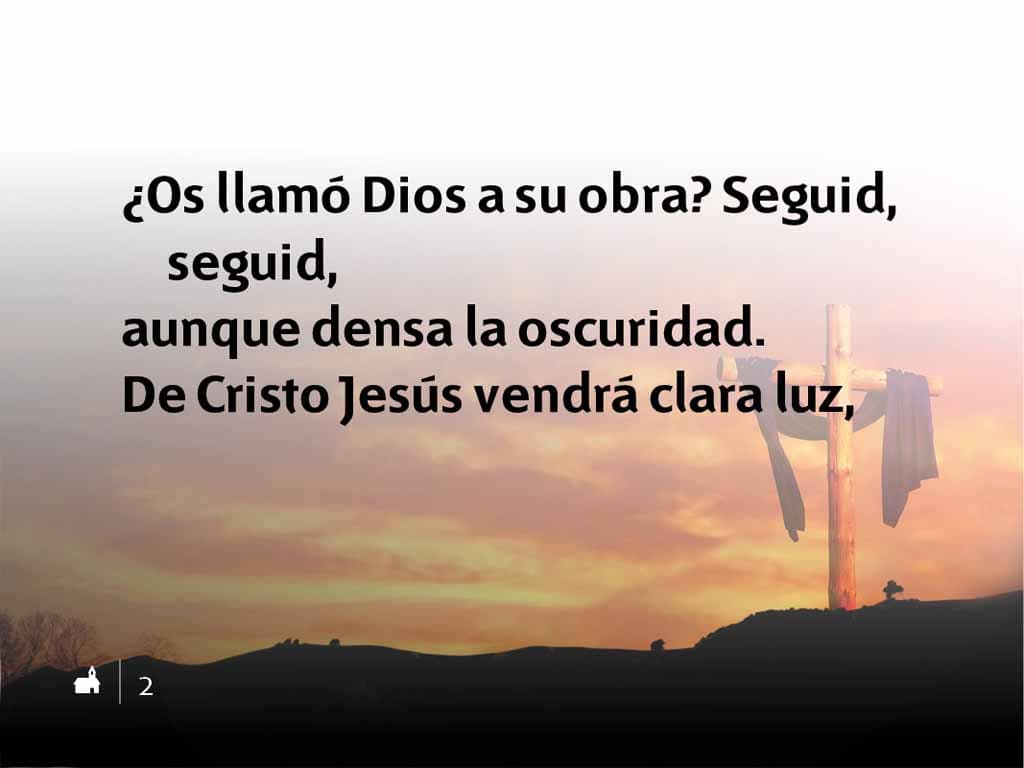 ¿Os llamó Dios a su obra? Seguid,
seguid,
aunque densa la oscuridad.
De Cristo Jesús vendrá clara luz,
2